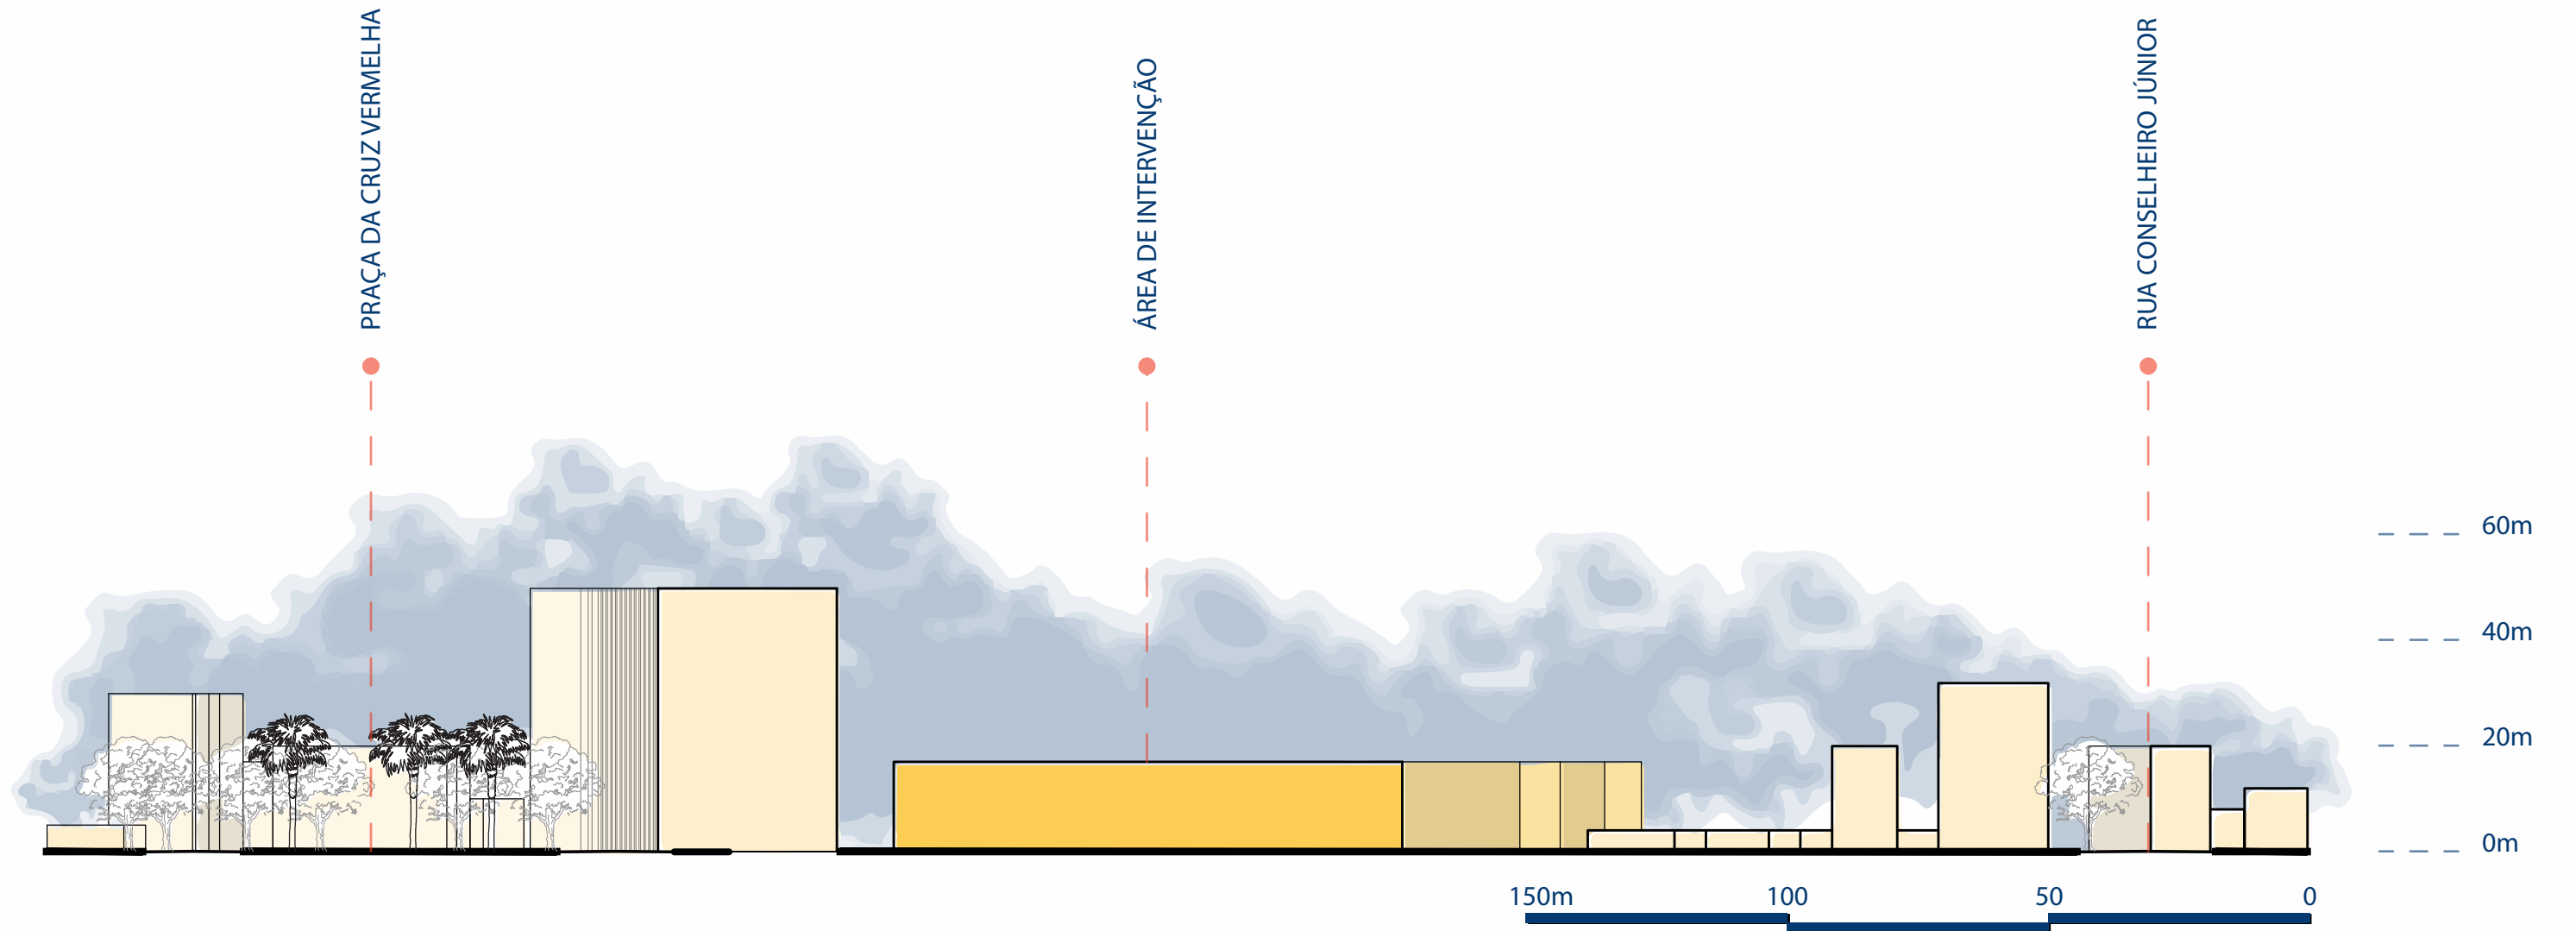 PRAÇA DA CRUZ VERMELHA
ÁREA DE INTERVENÇÃO
RUA CONSELHEIRO JÚNIOR
60m
40m
20m
0m
150m 100 50 0